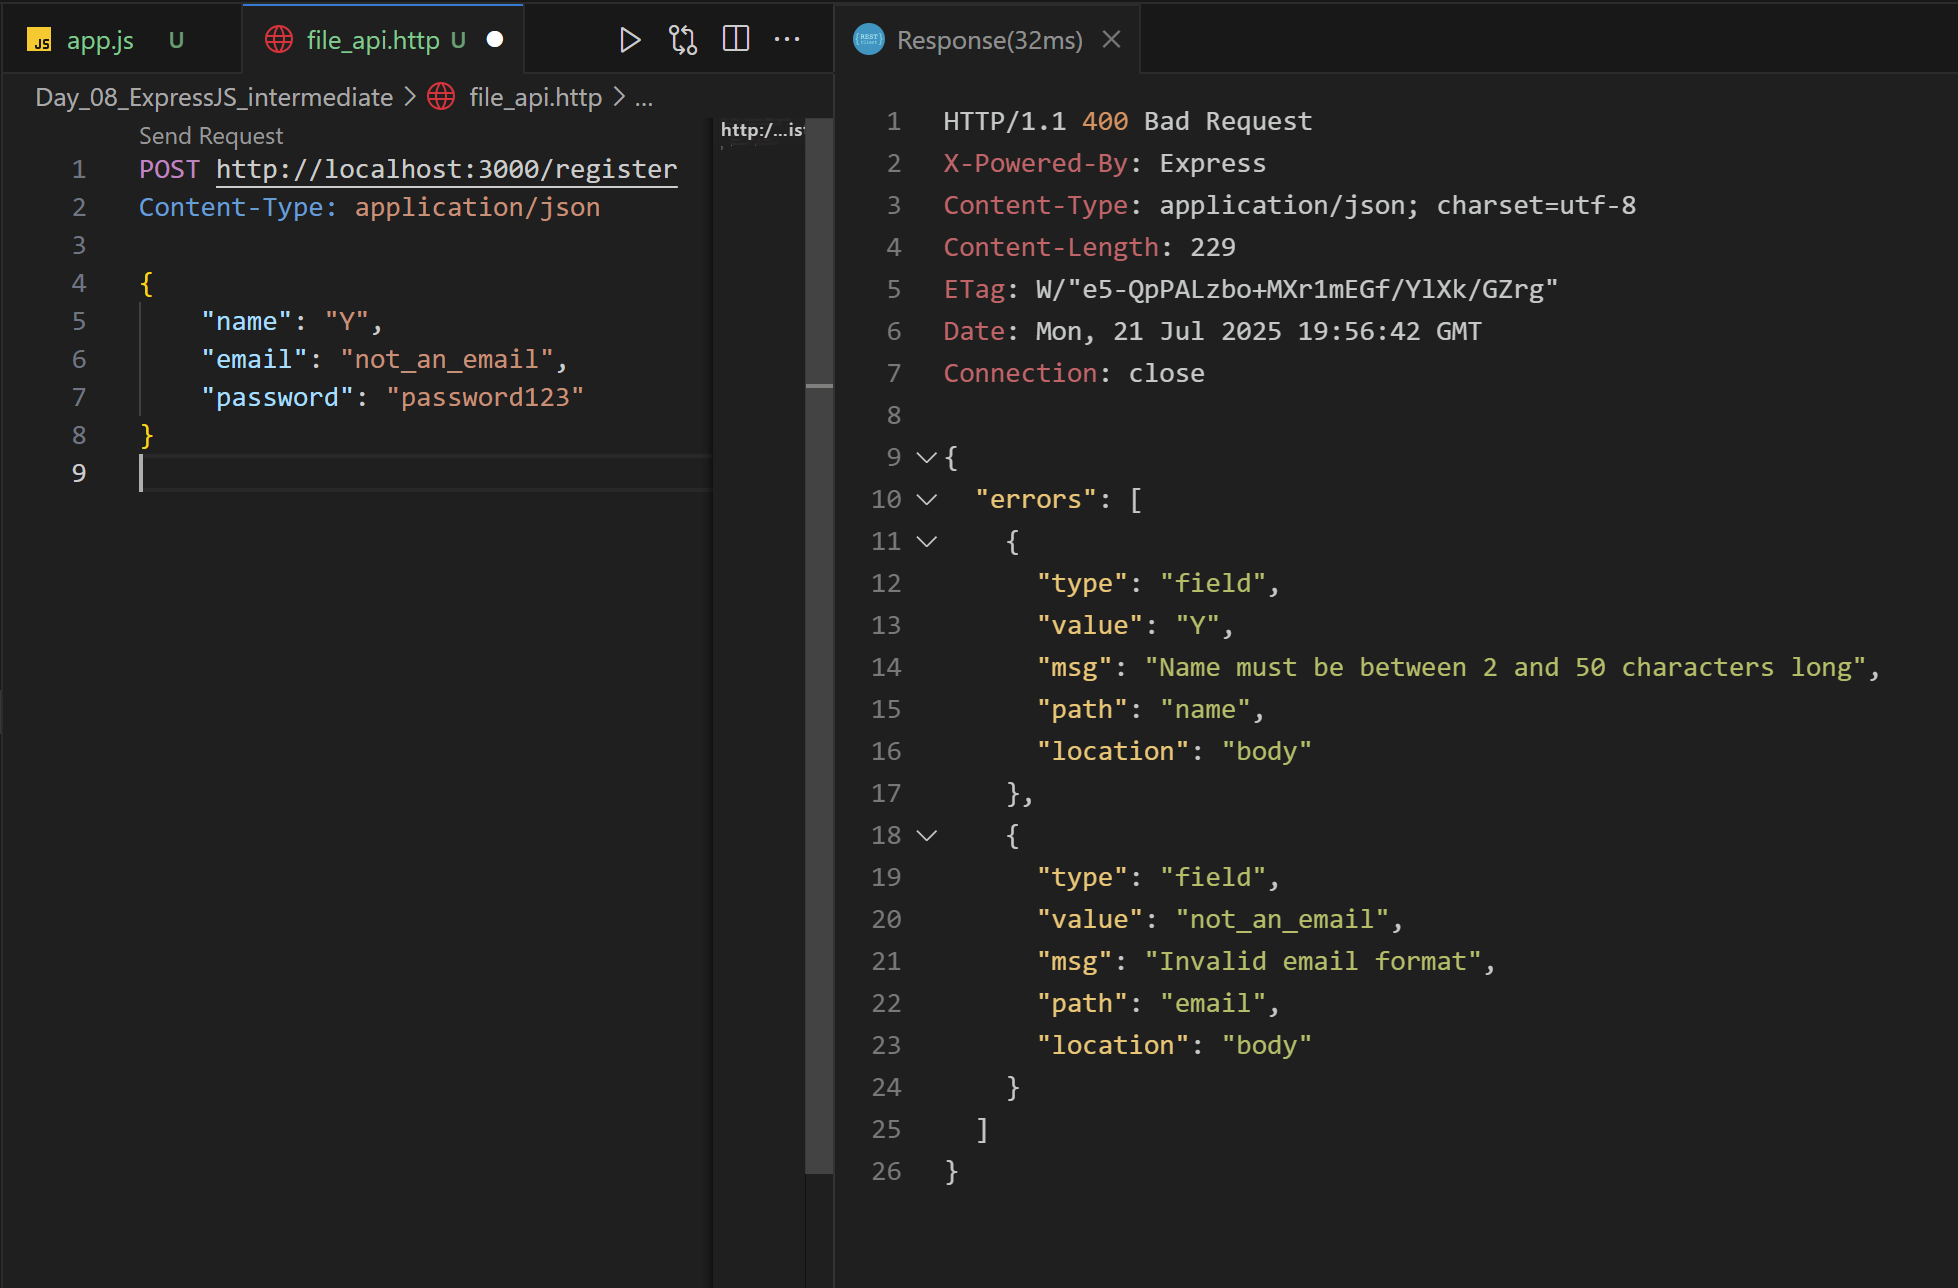 JS app.js U
file_api.http U
Day_08_ExpressJS_intermediate > file_api.http > ...
Send Request
1 POST http://localhost:3000/register
2 Content-Type: application/json
3
4 {
5 "name": "Y",
6 "email": "not_an_email",
7 "password": "password123"
8 }
9
http:/...ist
REST Response(32ms)
1 HTTP/1.1 400 Bad Request
2 X-Powered-By: Express
3 Content-Type: application/json; charset=utf-8
4 Content-Length: 229
5 ETag: W/"e5-QpPALzbo+MXr1mEGf/YlXk/GZrg"
6 Date: Mon, 21 Jul 2025 19:56:42 GMT
7 Connection: close
8
9 {
10 "errors": [
11 {
12 "type": "field",
13 "value": "Y",
14 "msg": "Name must be between 2 and 50 characters long",
15 "path": "name",
16 "location": "body"
17 },
18 {
19 "type": "field",
20 "value": "not_an_email",
21 "msg": "Invalid email format",
22 "path": "email",
23 "location": "body"
24 }
25 ]
26 }